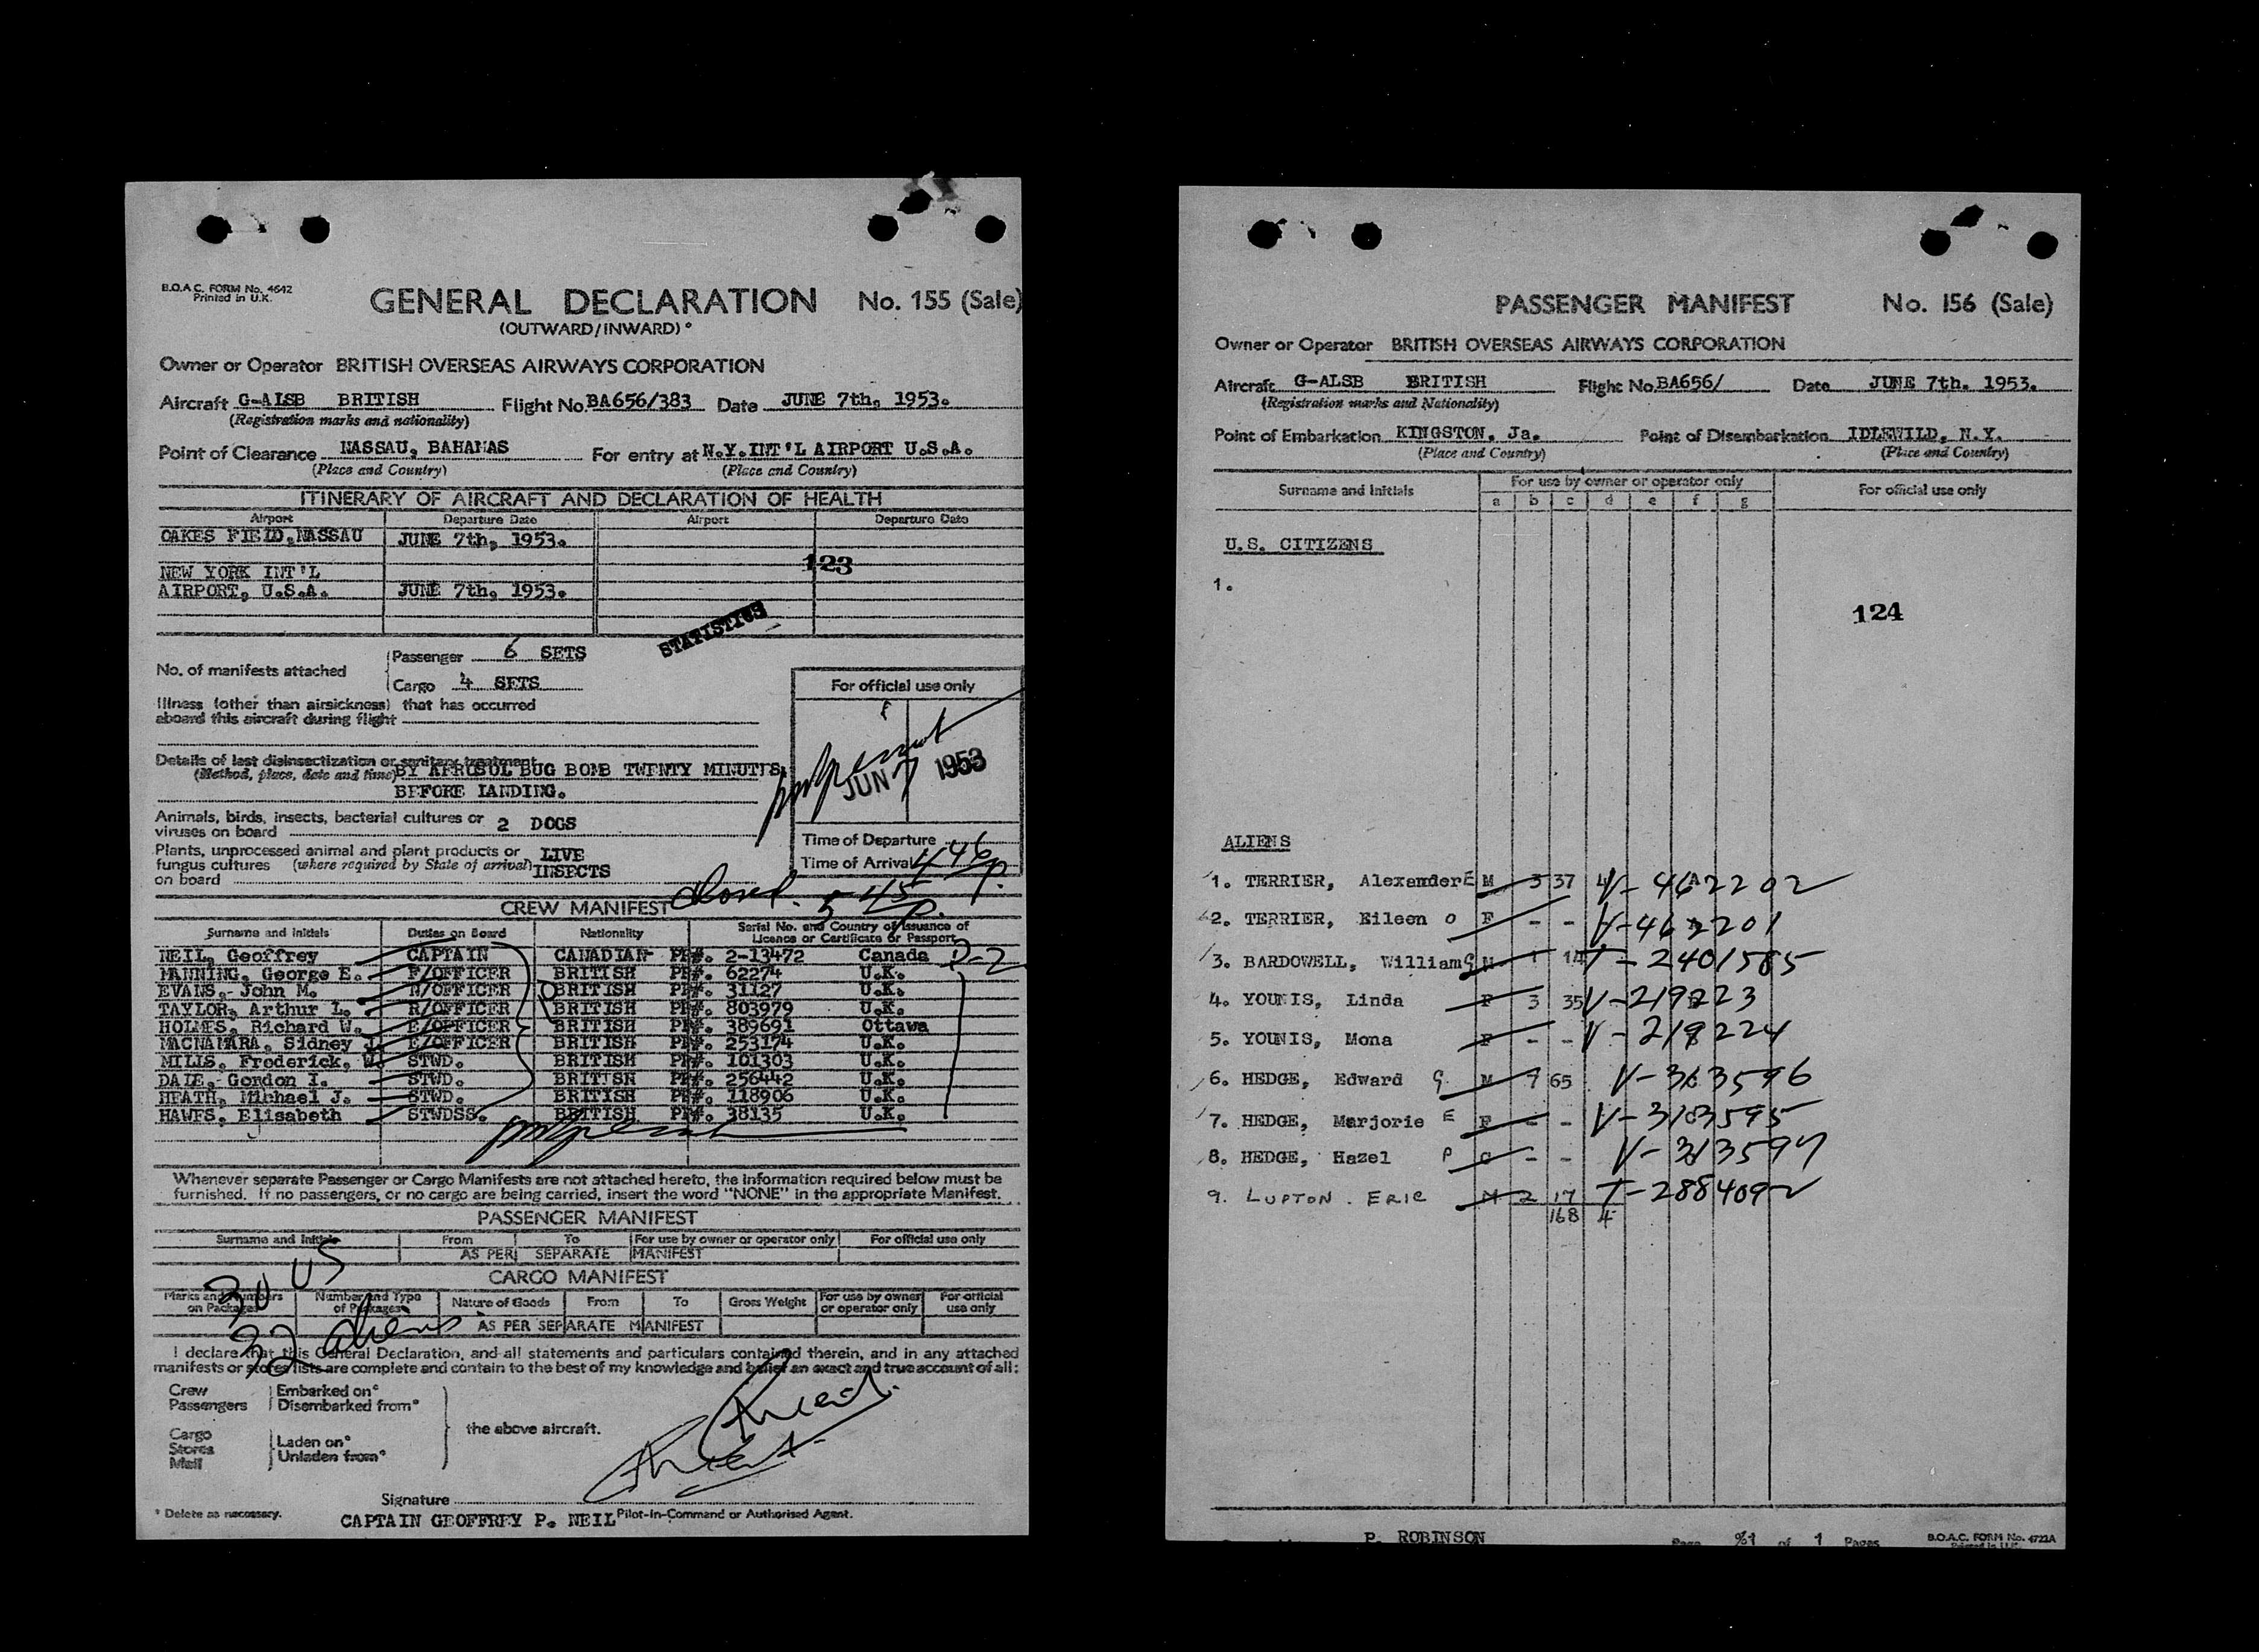 B.O.A.C. FORM No. 4642
Printed in U.K.
GENERAL DECLARATION No. 155 (Sale)
(OUTWARD/INWARD)*
Owner or Operator BRITISH OVERSEAS AIRWAYS CORPORATION
Aircraft G-ALSB BRITISH Flight No. BA656/383 Date JUNE 7th, 1953.
(Registration marks and nationality)
Point of Clearance NASSAU, BAHAMAS For entry at N.Y.INT'L AIRPORT U.S.A.
(Place and Country) (Place and Country)
ITINERARY OF AIRCRAFT AND DECLARATION OF HEALTH
Airport Departure Date Airport Departure Date
OAKES FIELD,NASSAU JUNE 7th, 1953.
123
NEW YORK INT'L
AIRPORT, U.S.A. JUNE 7th, 1953.
STATISTICS
No. of manifests attached Passenger 6 SETS
Cargo 4 SETS
For official use only
Illness (other than airsickness) that has occurred
aboard this aircraft during flight
JUN 7 1953
Details of last disinsectization or sanitary treatment
(Method, place, date and time) BY AEROSOL BUG BOMB TWENTY MINUTES
BEFORE LANDING.
Animals, birds, insects, bacterial cultures or
viruses on board 2 DOGS
Time of Departure
Plants, unprocessed animal and plant products or LIVE
fungus cultures (where required by State of arrival) INSECTS
on board
Time of Arrival 4 46 p.
closed. 5 45 p.
CREW MANIFEST
Surname and Initials Duties on Board Nationality Serial No. and Country of Issuance of
Licence or Certificate or Passport
NEIL, Geoffrey CAPTAIN CANADIAN PP#. 2-13472 Canada D-2
MANNING, George E. F/OFFICER BRITISH PP#. 62274 U.K.
EVANS, John M. N/OFFICER BRITISH PP#. 31127 U.K.
TAYLOR, Arthur L. R/OFFICER BRITISH PP#. 803979 U.K.
HOLMES, Richard W. E/OFFICER BRITISH PP#. 389691 Ottawa
MACNAMARA, Sidney J. E/OFFICER BRITISH PP#. 253174 U.K.
MILLS, Froderick, W. STWD. BRITISH PP#. 101303 U.K.
DALE, Gordon I. STWD. BRITISN PP#. 256442 U.K.
HEATH, Michael J. STWD. BRITISH PP#. 118906 U.K.
HAWES, Elisabeth STWDSS. BRITISH PP#. 38135 U.K.
Whenever separate Passenger or Cargo Manifests are not attached hereto, the information required below must be
furnished. If no passengers, or no cargo are being carried, insert the word "NONE" in the appropriate Manifest.
PASSENGER MANIFEST
Surname and Initials From To For use by owner or operator only For official use only
AS PER SEPARATE MANIFEST
30 US
CARGO MANIFEST
Marks and Numbers on Packages Number and Type of Packages Nature of Goods From To Gross Weight For use by owner or operator only For official use only
AS PER SEPARATE MANIFEST
32 aliens
I declare that this General Declaration, and all statements and particulars contained therein, and in any attached
manifests or stores lists are complete and contain to the best of my knowledge and belief an exact and true account of all:
Crew Embarked on*
Passengers Disembarked from*
the above aircraft.
Cargo Laden on*
Stores Unladen from*
Mail
Signature
* Delete as necessary.
CAPTAIN GEOFFREY P. NEIL Pilot-in-Command or Authorised Agent.
PASSENGER MANIFEST No. 156 (Sale)
Owner or Operator BRITISH OVERSEAS AIRWAYS CORPORATION
Aircraft G-ALSB BRITISH Flight No. BA656/ Date JUNE 7th. 1953.
(Registration marks and Nationality)
Point of Embarkation KINGSTON, Ja. Point of Disembarkation IDLEWILD, N.Y.
(Place and Country) (Place and Country)
Surname and Initials For use by owner or operator only For official use only
a b c d e f g
U.S. CITIZENS
1.
124
ALIENS
1. TERRIER, Alexander E M 3 37 4 V-462202
2. TERRIER, Eileen O F - - V-462201
3. BARDOWELL, William G M 1 14 T-2401585
4. YOUNIS, Linda F 3 35 V-219223
5. YOUNIS, Mona F - - V-219224
6. HEDGE, Edward G M 7 65 V-313596
7. HEDGE, Marjorie E F - - V-313595
8. HEDGE, Hazel P C - - V-313597
9. LUPTON. ERIC M 2 17 T-2884092
168 4
P. ROBINSON Page %1 of 1 Pages B.O.A.C. FORM No. 4722A